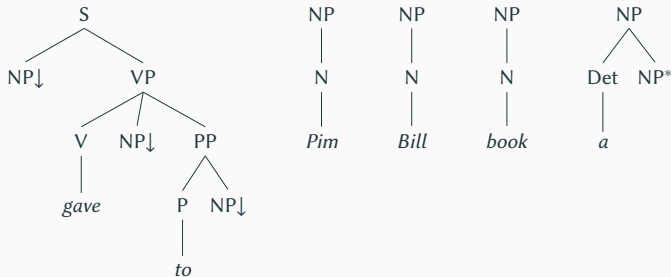 S NP NP NP NP
NP↓ VP N N N Det NP*
V NP↓ PP Pim Bill book a
gave P NP↓
to